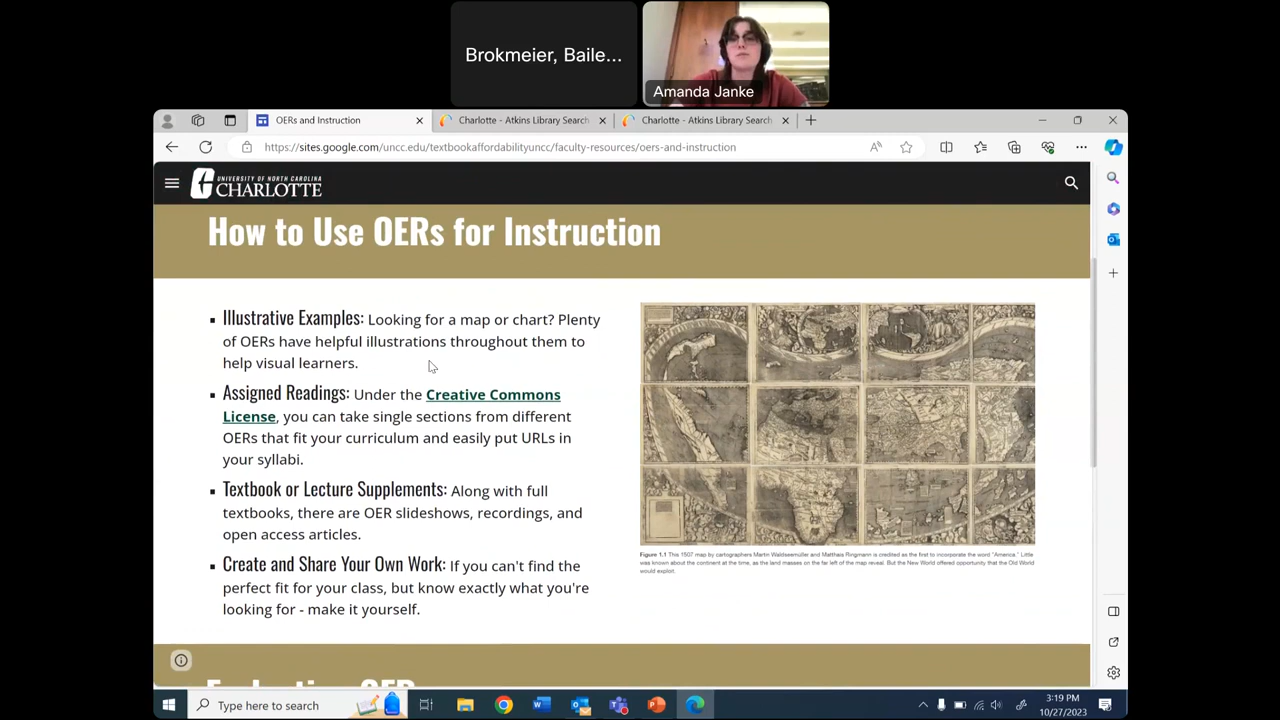 Brokmeier, Baile...
Amanda Janke
OERs and Instruction
Charlotte - Atkins Library Search
Charlotte - Atkins Library Search
https://sites.google.com/uncc.edu/textbookaffordabilityuncc/faculty-resources/oers-and-instruction
UNIVERSITY OF NORTH CAROLINA
CHARLOTTE
How to Use OERs for Instruction
Illustrative Examples: Looking for a map or chart? Plenty
of OERs have helpful illustrations throughout them to
help visual learners.
Assigned Readings: Under the Creative Commons
License, you can take single sections from different
OERs that fit your curriculum and easily put URLs in
your syllabi.
Textbook or Lecture Supplements: Along with full
textbooks, there are OER slideshows, recordings, and
open access articles.
Create and Share Your Own Work: If you can't find the
perfect fit for your class, but know exactly what you're
looking for - make it yourself.
Figure 1.1 This 1507 map by cartographers Martin Waldseemüller and Matthais Ringmann is credited as the first to incorporate the word "America." Little
was known about the continent at the time, as the land masses on the far left of the map reveal. But the New World offered opportunity that the Old World
would exploit.
Type here to search
3:19 PM
10/27/2023